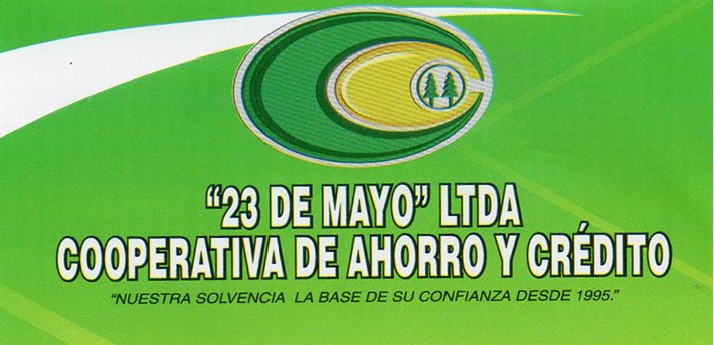 “23 DE MAYO” LTDA
COOPERATIVA DE AHORRO Y CRÉDITO
“NUESTRA SOLVENCIA LA BASE DE SU CONFIANZA DESDE 1995.”